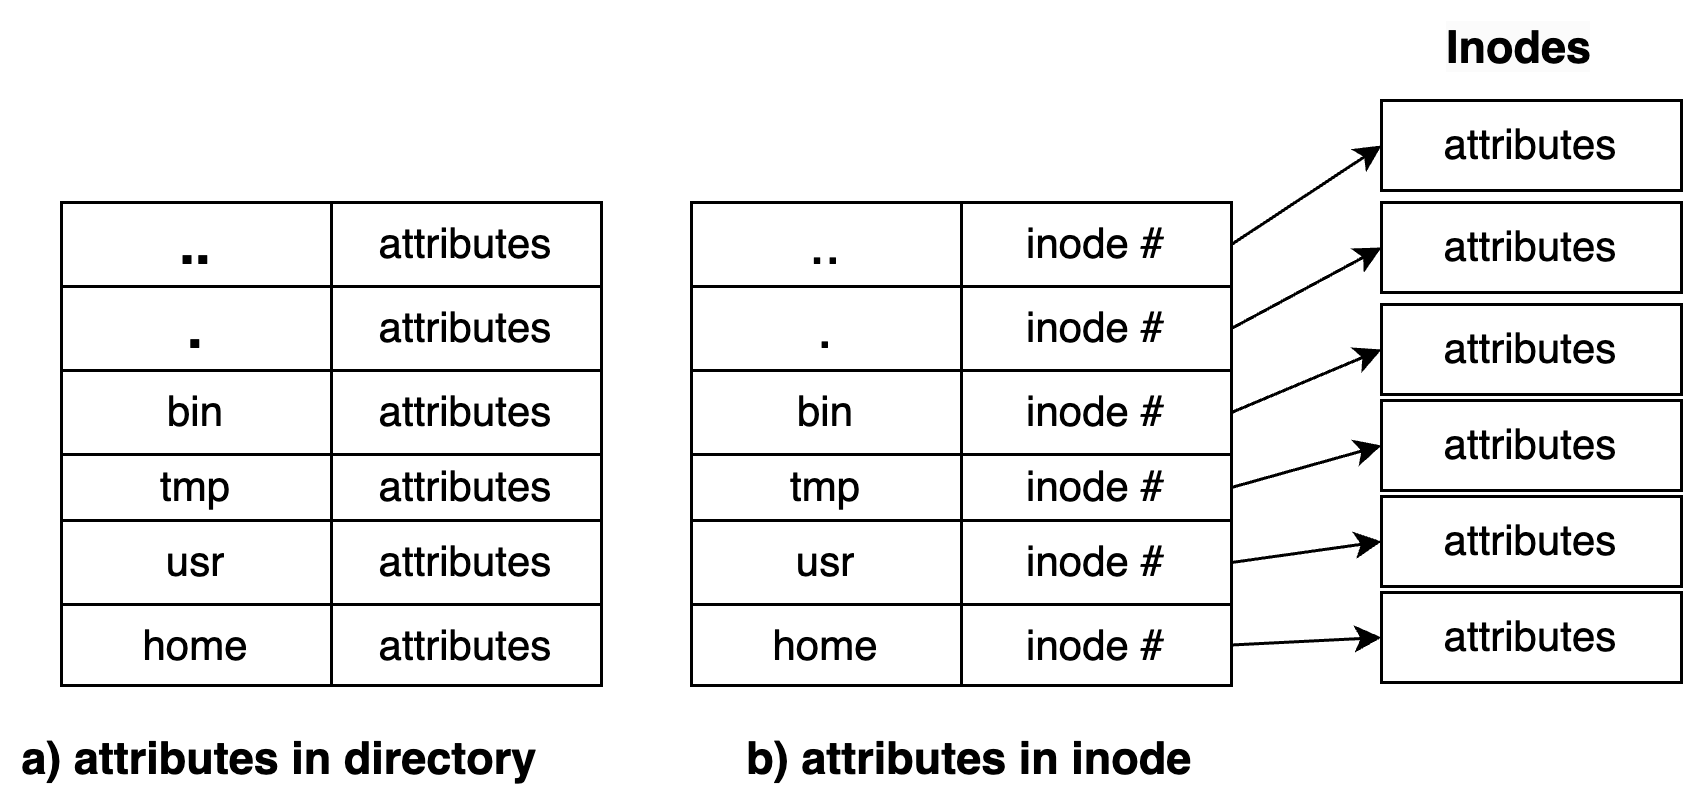 Inodes
attributes
attributes
attributes
attributes
attributes
attributes
.. attributes
. attributes
bin attributes
tmp attributes
usr attributes
home attributes
.. inode #
. inode #
bin inode #
tmp inode #
usr inode #
home inode #
a) attributes in directory
b) attributes in inode